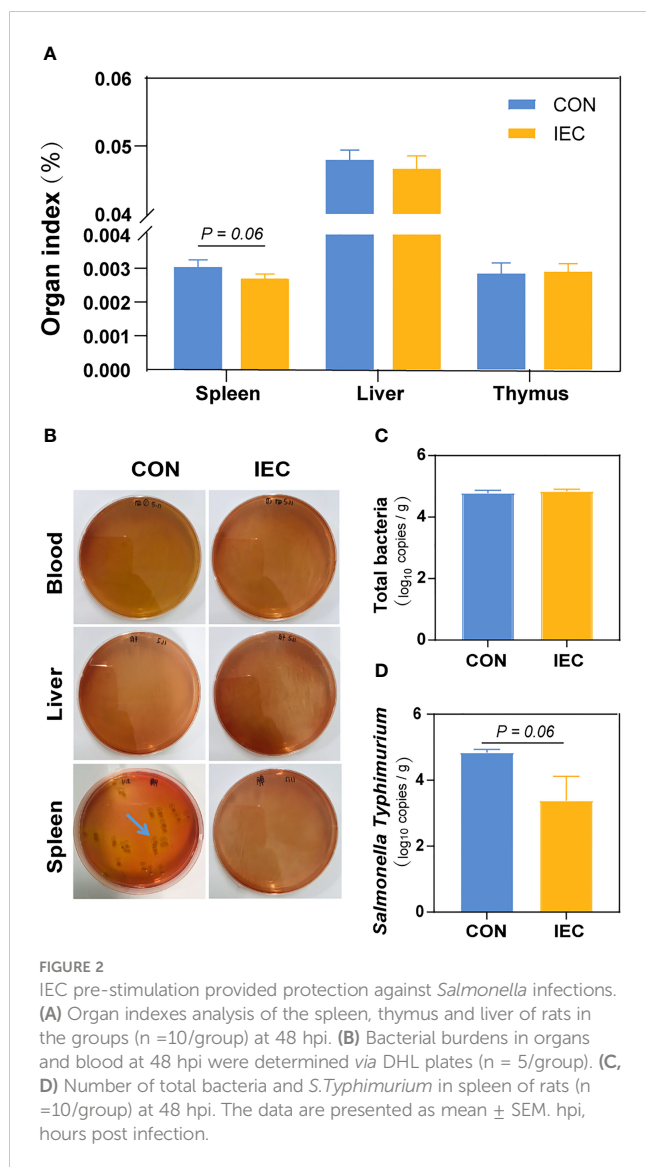 A
Organ index (%)
0.06
0.05
0.04
0.004
0.003
0.002
0.001
0.000
CON
IEC
P = 0.06
Spleen
Liver
Thymus
B
CON
IEC
Blood
Liver
Spleen
C
Total bacteria
(log10 copies / g)
6
4
2
0
CON
IEC
D
Salmonella Typhimurium
(log10 copies / g)
6
4
2
0
P = 0.06
CON
IEC
FIGURE 2
IEC pre-stimulation provided protection against Salmonella infections.
(A) Organ indexes analysis of the spleen, thymus and liver of rats in
the groups (n =10/group) at 48 hpi. (B) Bacterial burdens in organs
and blood at 48 hpi were determined via DHL plates (n = 5/group). (C,
D) Number of total bacteria and S.Typhimurium in spleen of rats (n
=10/group) at 48 hpi. The data are presented as mean ± SEM. hpi,
hours post infection.